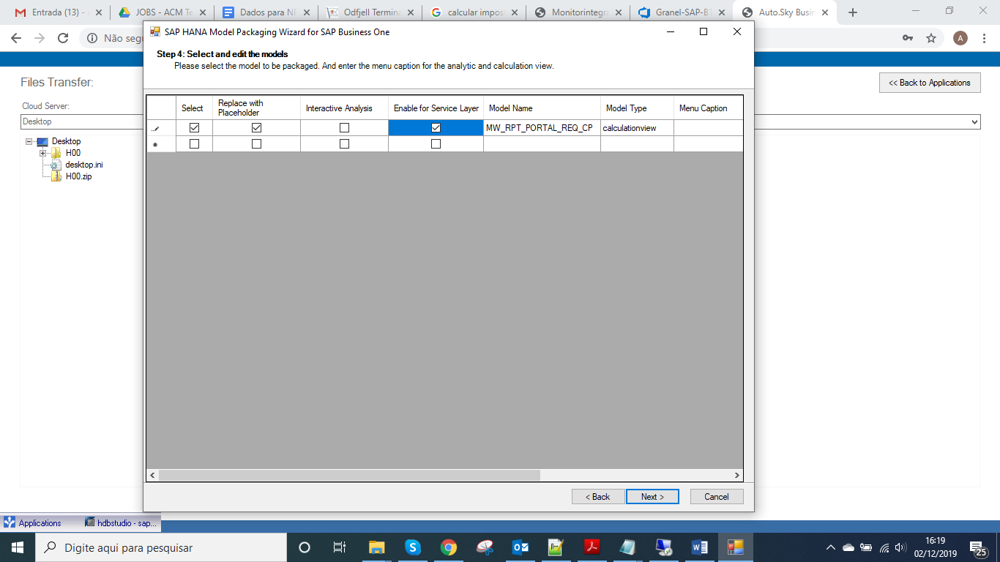 Entrada (13) -
JOBS - ACM Te
Dados para NF
Odfjell Termina
calcular impost
Monitorintegra
Granel-SAP-B1
Auto.Sky Busin
Não segu
A
SAP HANA Model Packaging Wizard for SAP Business One
Step 4: Select and edit the models
Please select the model to be packaged. And enter the menu caption for the analytic and calculation view.
Files Transfer:
<< Back to Applications
Cloud Server:
Desktop
Desktop
H00
desktop.ini
H00.zip
Select
Replace with
Placeholder
Interactive Analysis
Enable for Service Layer
Model Name
Model Type
Menu Caption
MW_RPT_PORTAL_REQ_CP
calculationview
< Back
Next >
Cancel
Applications
hdbstudio - sap...
Digite aqui para pesquisar
16:19
02/12/2019
25